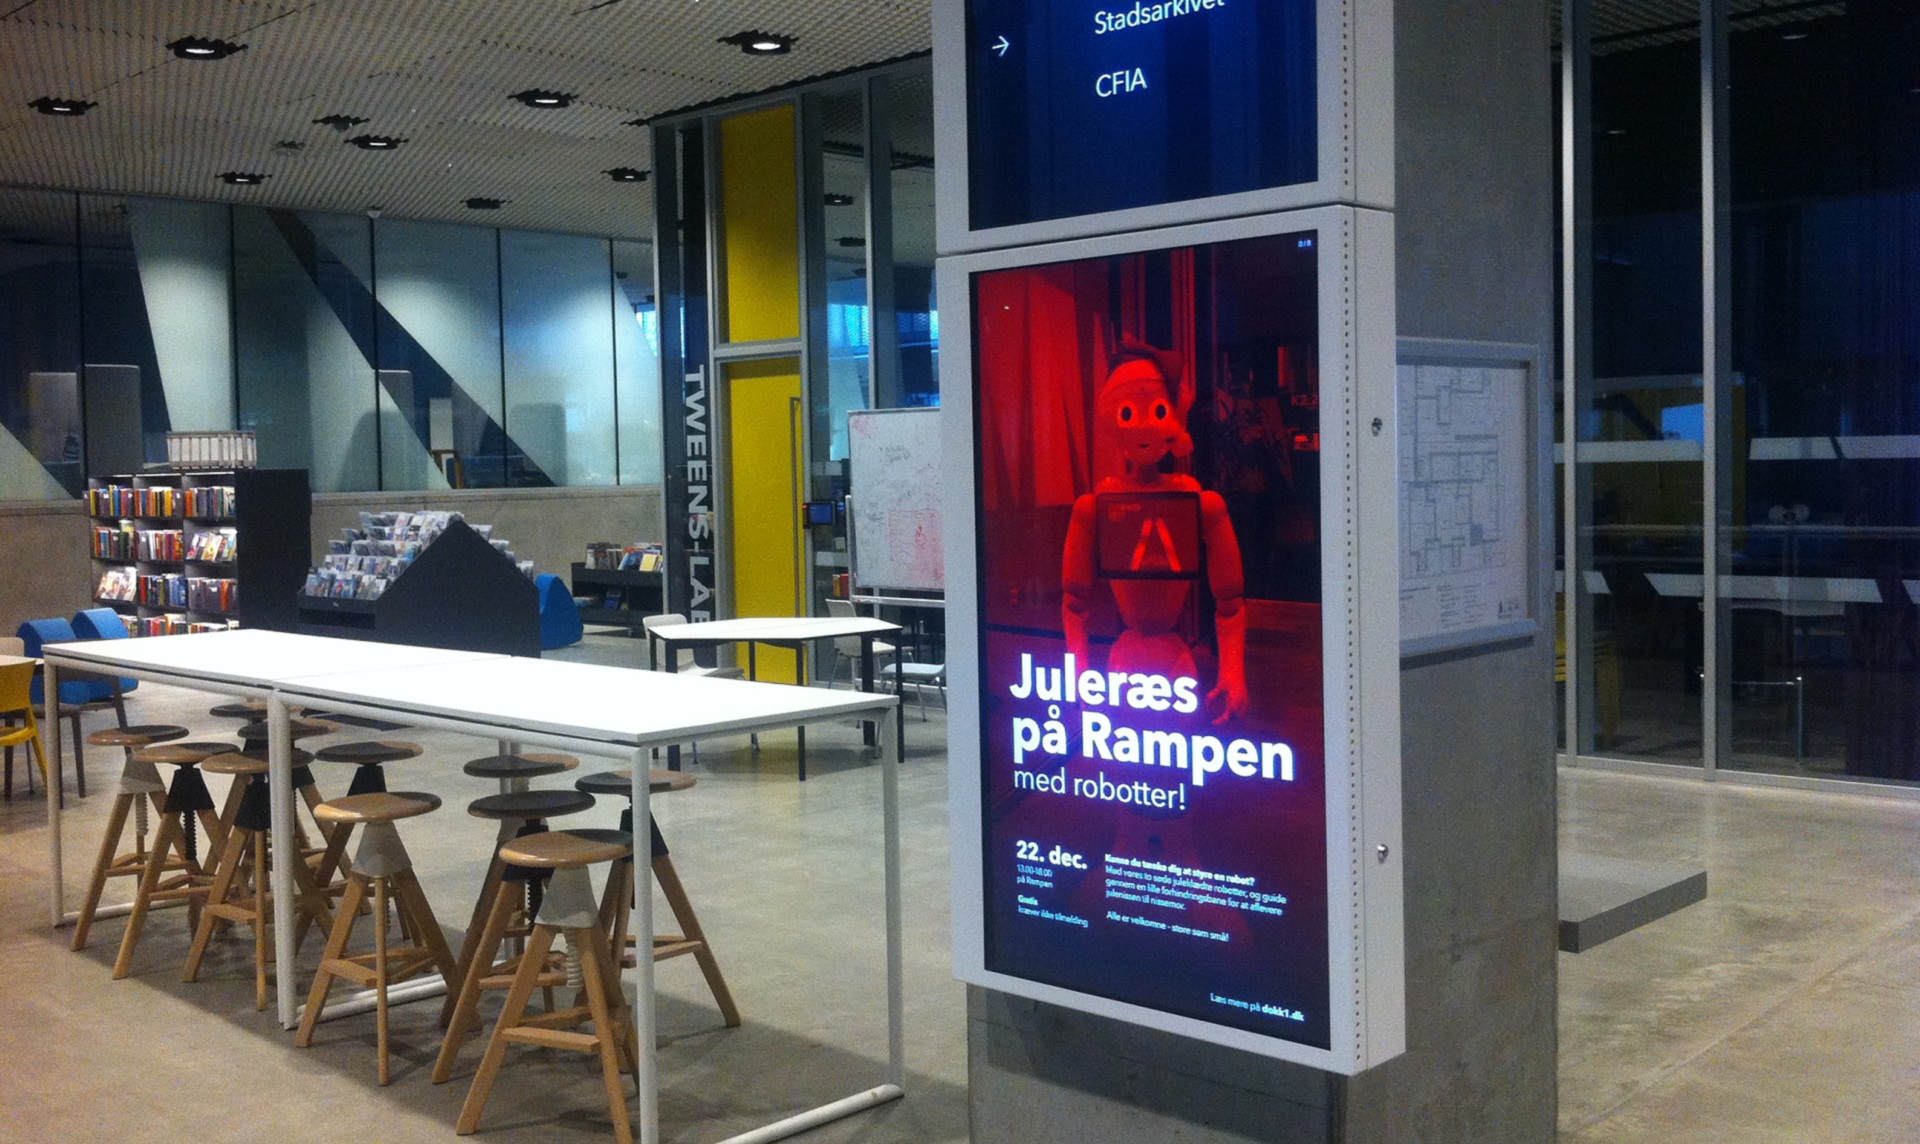 Stadsarkivet
→ CFIA
TWEENS-LAB
Juleræs
på Rampen
med robotter!
22. dec.
13.00-18.00
på Rampen
Gratis
kræver ikke tilmelding
Kunne du tænke dig at styre en robot?
Mød vores to søde juleklædte robotter, og guide
gennem en lille forhindringsbane for at aflevere
julenissen til nissemor.
Alle er velkomne - store som små!
Læs mere på dokk1.dk